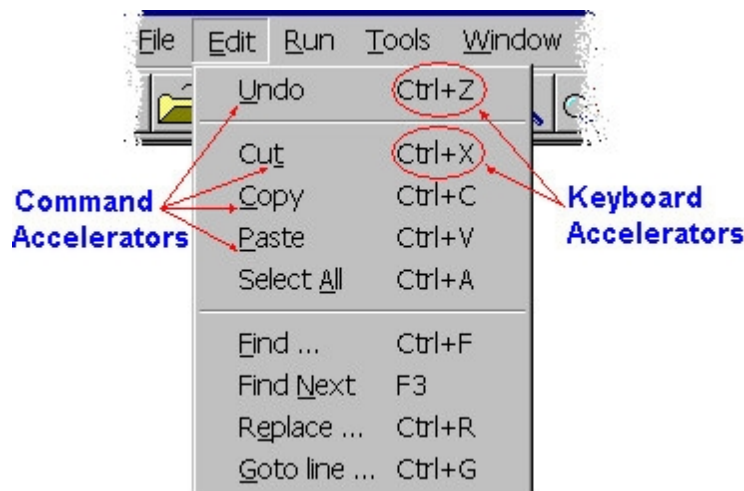 File Edit Run Tools Window
Undo Ctrl+Z
Cut Ctrl+X
Copy Ctrl+C
Paste Ctrl+V
Select All Ctrl+A
Find ... Ctrl+F
Find Next F3
Replace ... Ctrl+R
Goto line ... Ctrl+G
Command
Accelerators
Keyboard
Accelerators